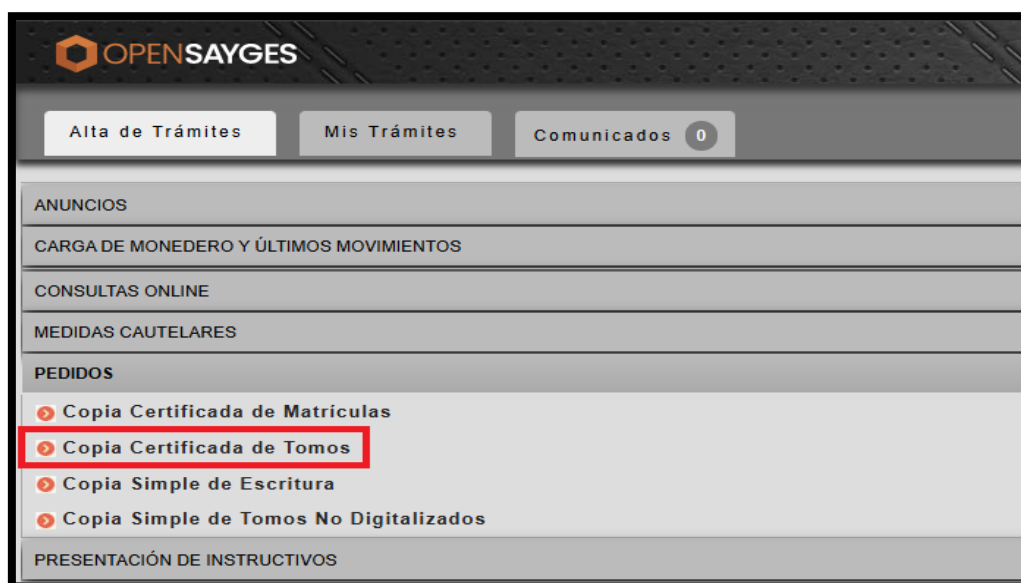 OPENSAYGES
Alta de Trámites Mis Trámites Comunicados 0
ANUNCIOS
CARGA DE MONEDERO Y ÚLTIMOS MOVIMIENTOS
CONSULTAS ONLINE
MEDIDAS CAUTELARES
PEDIDOS
Copia Certificada de Matrículas
Copia Certificada de Tomos
Copia Simple de Escritura
Copia Simple de Tomos No Digitalizados
PRESENTACIÓN DE INSTRUCTIVOS